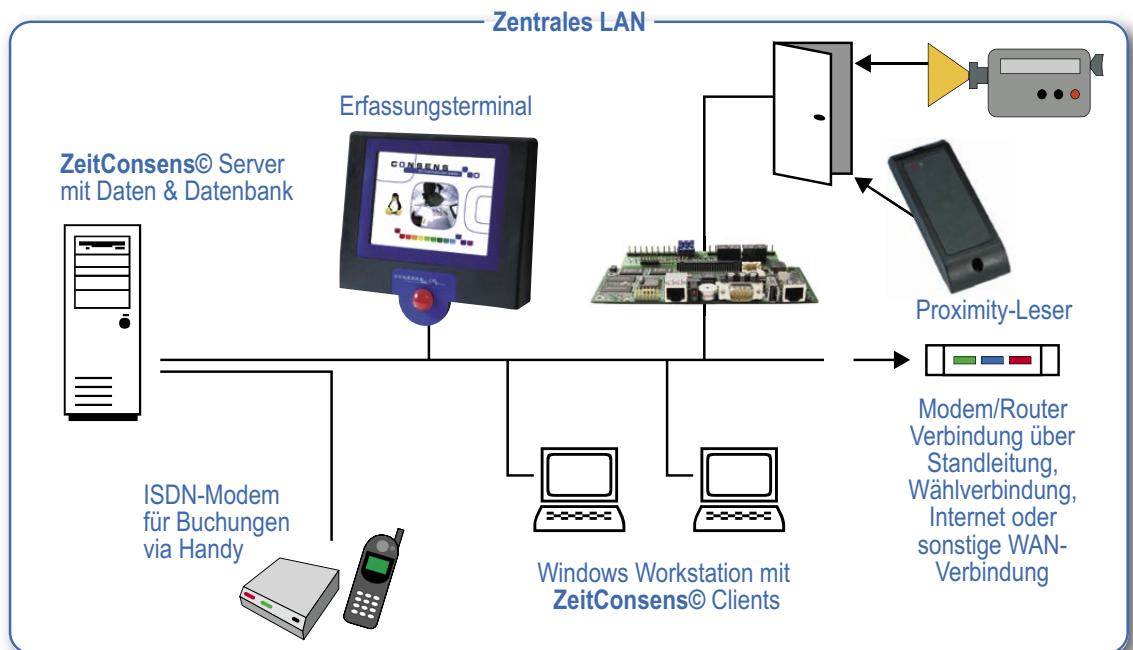 Zentrales LAN
Erfassungsterminal
ZeitConsens© Server
mit Daten & Datenbank
CONSENS
Proximity-Leser
Modem/Router
Verbindung über
Standleitung,
Wählverbindung,
Internet oder
sonstige WAN-
Verbindung
ISDN-Modem
für Buchungen
via Handy
Windows Workstation mit
ZeitConsens© Clients